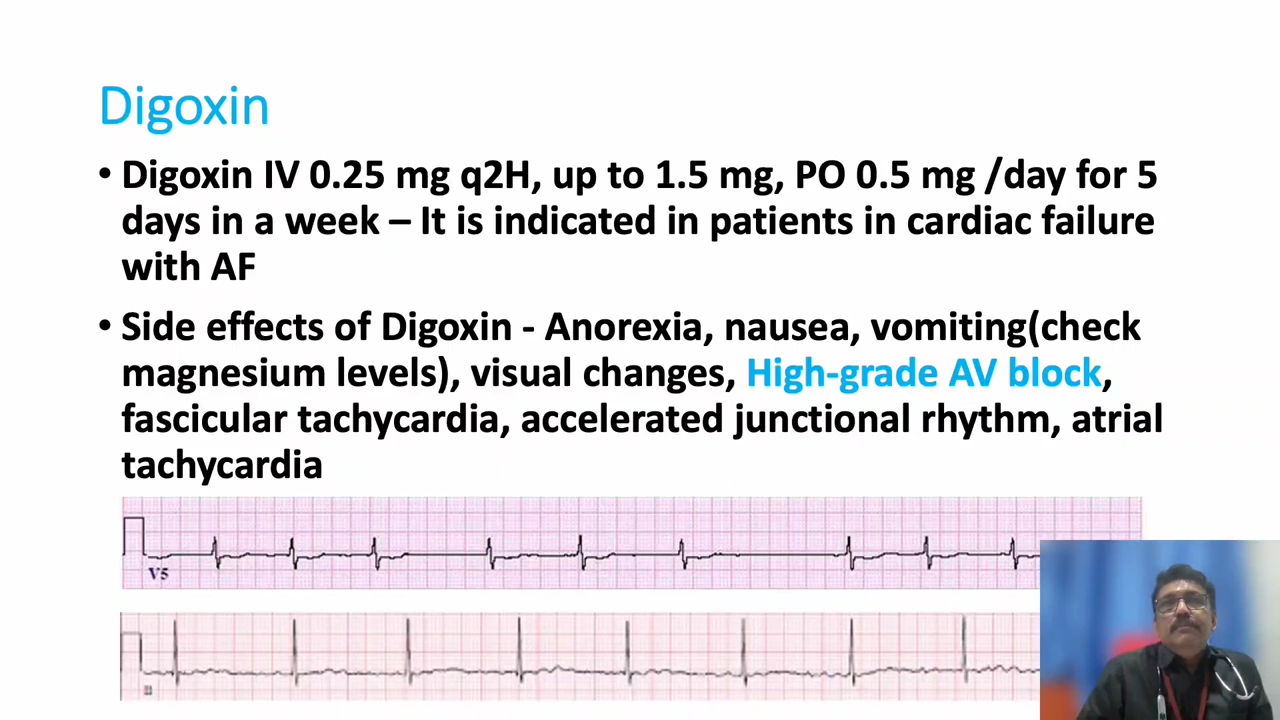 Digoxin
• Digoxin IV 0.25 mg q2H, up to 1.5 mg, PO 0.5 mg /day for 5
days in a week – It is indicated in patients in cardiac failure
with AF
• Side effects of Digoxin - Anorexia, nausea, vomiting(check
magnesium levels), visual changes, High-grade AV block,
fascicular tachycardia, accelerated junctional rhythm, atrial
tachycardia
V5
II